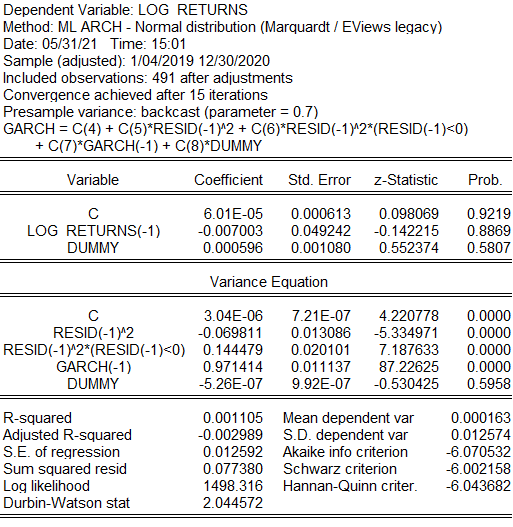 Dependent Variable: LOG RETURNS
Method: ML ARCH - Normal distribution (Marquardt / EViews legacy)
Date: 05/31/21 Time: 15:01
Sample (adjusted): 1/04/2019 12/30/2020
Included observations: 491 after adjustments
Convergence achieved after 15 iterations
Presample variance: backcast (parameter = 0.7)
GARCH = C(4) + C(5)*RESID(-1)^2 + C(6)*RESID(-1)^2*(RESID(-1)<0)
+ C(7)*GARCH(-1) + C(8)*DUMMY
Variable Coefficient Std. Error z-Statistic Prob.
C 6.01E-05 0.000613 0.098069 0.9219
LOG RETURNS(-1) -0.007003 0.049242 -0.142215 0.8869
DUMMY 0.000596 0.001080 0.552374 0.5807
Variance Equation
C 3.04E-06 7.21E-07 4.220778 0.0000
RESID(-1)^2 -0.069811 0.013086 -5.334971 0.0000
RESID(-1)^2*(RESID(-1)<0) 0.144479 0.020101 7.187633 0.0000
GARCH(-1) 0.971414 0.011137 87.22625 0.0000
DUMMY -5.26E-07 9.92E-07 -0.530425 0.5958
R-squared 0.001105 Mean dependent var 0.000163
Adjusted R-squared -0.002989 S.D. dependent var 0.012574
S.E. of regression 0.012592 Akaike info criterion -6.070532
Sum squared resid 0.077380 Schwarz criterion -6.002158
Log likelihood 1498.316 Hannan-Quinn criter. -6.043682
Durbin-Watson stat 2.044572